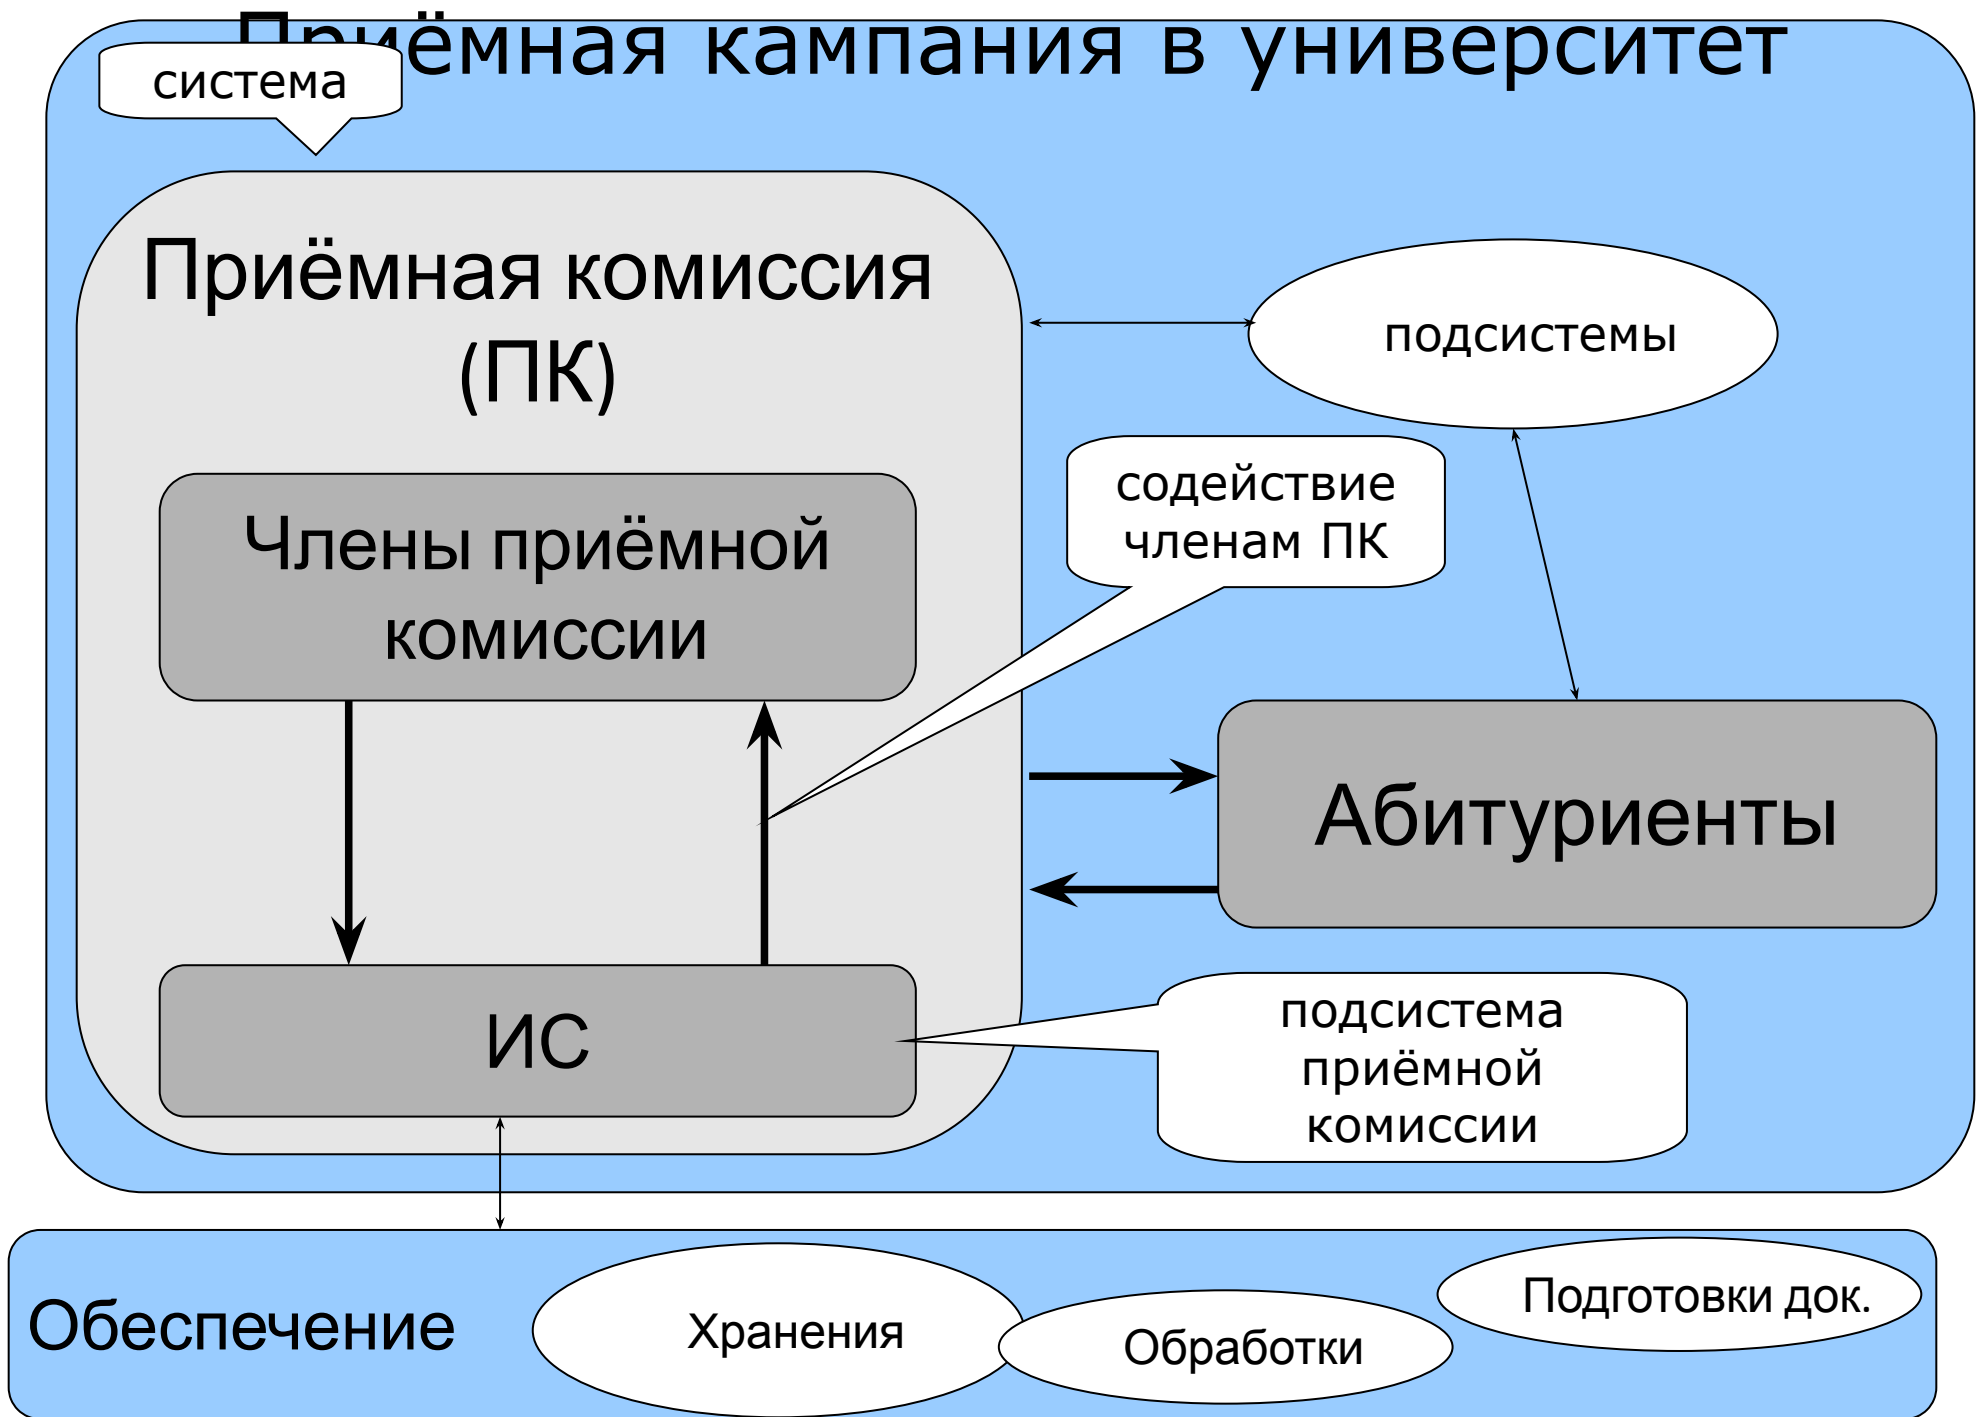 Приёмная кампания в университет
система
Приёмная комиссия
(ПК)
подсистемы
содействие
членам ПК
Члены приёмной
комиссии
Абитуриенты
ИС
подсистема
приёмной
комиссии
Обеспечение
Хранения
Обработки
Подготовки док.